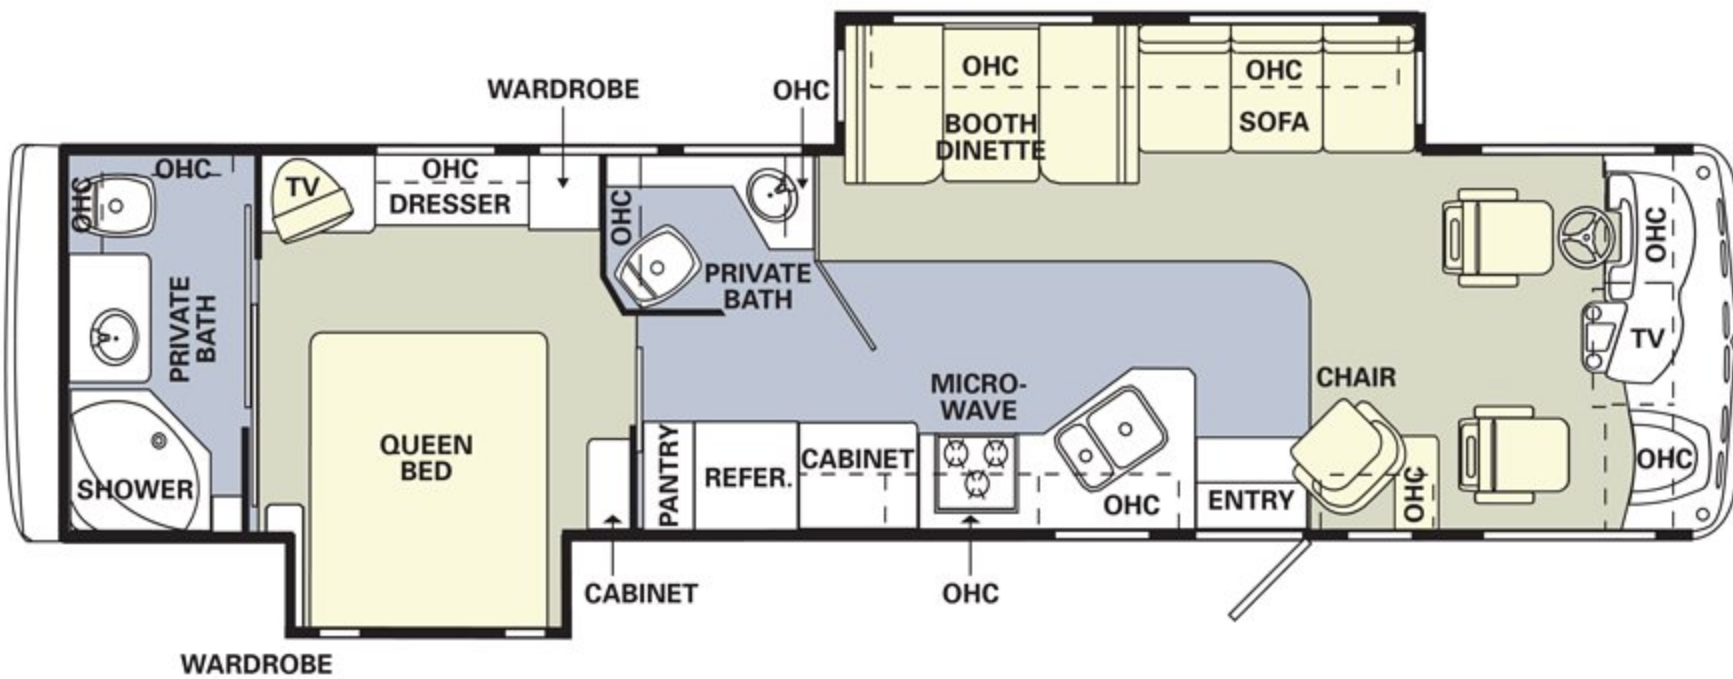 WARDROBE
OHC
OHC
BOOTH
DINETTE
OHC
SOFA
OHC
OHC
TV
OHC
DRESSER
OHC
PRIVATE
BATH
OHC
PRIVATE
BATH
TV
CHAIR
MICRO-
WAVE
QUEEN
BED
SHOWER
PANTRY
REFER.
CABINET
OHC
ENTRY
OHC
OHC
CABINET
OHC
WARDROBE